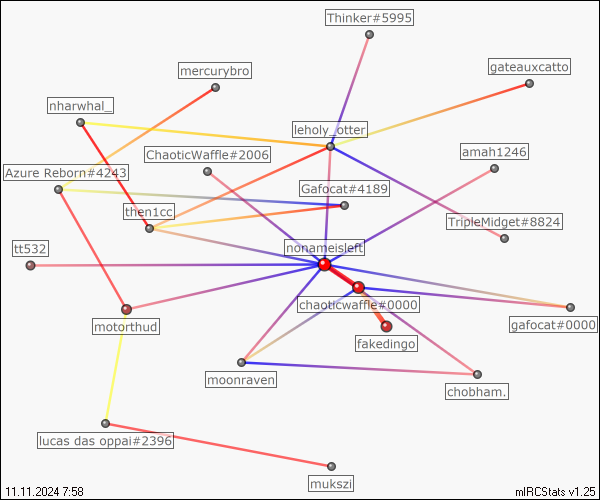 Thinker#5995
mercurybro
gateauxcatto
nharwhal_
leholy_otter
ChaoticWaffle#2006
amah1246
Azure Reborn#4243
Gafocat#4189
then1cc
TripleMidget#8824
tt532
nonameisleft
chaoticwaffle#0000
motorthud
gafocat#0000
fakedingo
moonraven
chobham.
lucas das oppai#2396
mukszi
11.11.2024 7:58
mIRCStats v1.25